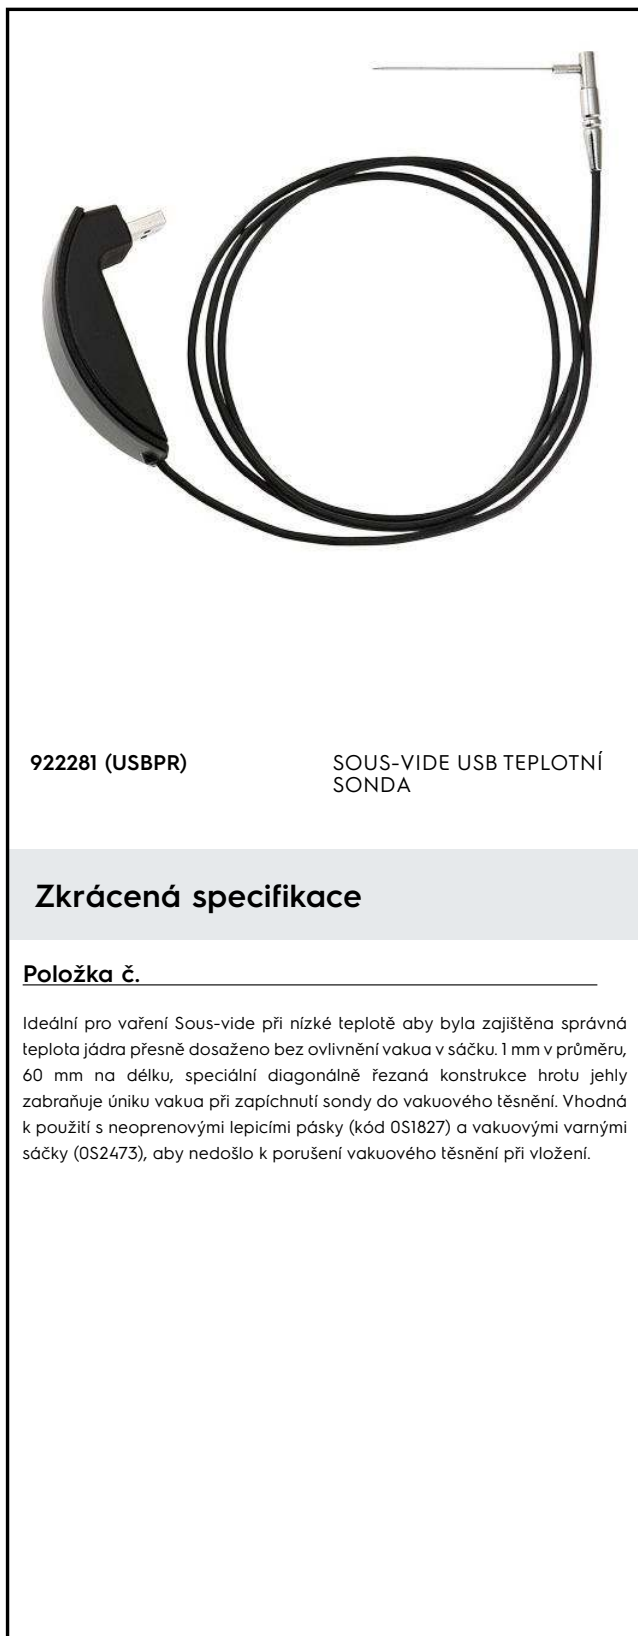 922281 (USBPR)
SOUS-VIDE USB TEPLOTNÍ
SONDA
Zkrácená specifikace
Položka č.
Ideální pro vaření Sous-vide při nízké teplotě aby byla zajištěna správná
teplota jádra přesně dosaženo bez ovlivnění vakua v sáčku. 1 mm v průměru,
60 mm na délku, speciální diagonálně řezaná konstrukce hrotu jehly
zabraňuje úniku vakua při zapíchnutí sondy do vakuového těsnění. Vhodná
k použití s neoprenovými lepicími pásky (kód 0S1827) a vakuovými varnými
sáčky (0S2473), aby nedošlo k porušení vakuového těsnění při vložení.